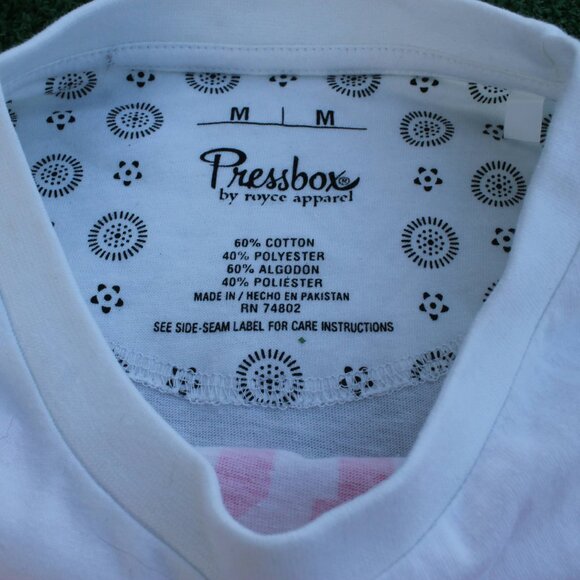 M | M
Pressbox®
by royce apparel
60% COTTON
40% POLYESTER
60% ALGODON
40% POLIESTER
MADE IN / HECHO EN PAKISTAN
RN 74802
SEE SIDE-SEAM LABEL FOR CARE INSTRUCTIONS